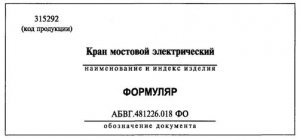 315292
(код продукции)
Кран мостовой электрический
наименование и индекс изделия
ФОРМУЛЯР
АБВГ.481226.018 ФО
обозначение документа